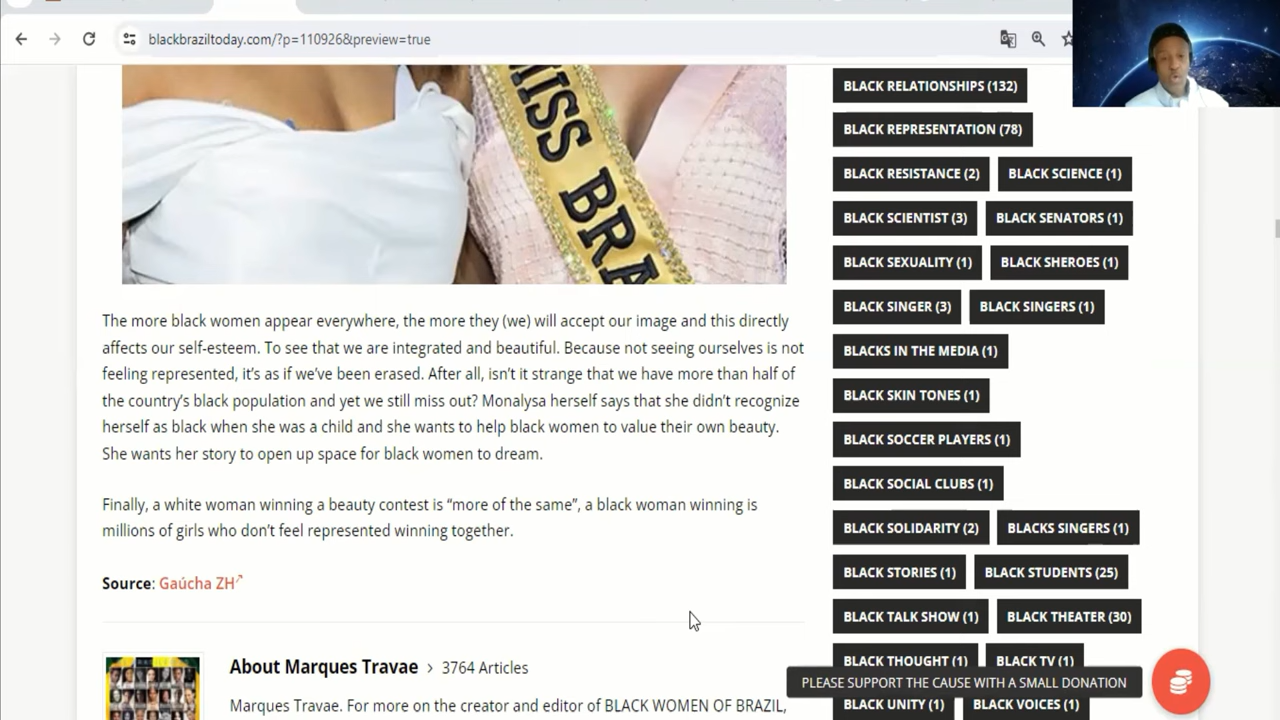 blackbraziltoday.com/?p=110926&preview=true
MISS BRA
The more black women appear everywhere, the more they (we) will accept our image and this directly
affects our self-esteem. To see that we are integrated and beautiful. Because not seeing ourselves is not
feeling represented, it's as if we've been erased. After all, isn't it strange that we have more than half of
the country's black population and yet we still miss out? Monalysa herself says that she didn't recognize
herself as black when she was a child and she wants to help black women to value their own beauty.
She wants her story to open up space for black women to dream.
Finally, a white woman winning a beauty contest is “more of the same”, a black woman winning is
millions of girls who don't feel represented winning together.
Source: Gaúcha ZH
About Marques Travae › 3764 Articles
Marques Travae. For more on the creator and editor of BLACK WOMEN OF BRAZIL,
BLACK RELATIONSHIPS (132)
BLACK REPRESENTATION (78)
BLACK RESISTANCE (2) BLACK SCIENCE (1)
BLACK SCIENTIST (3) BLACK SENATORS (1)
BLACK SEXUALITY (1) BLACK SHEROES (1)
BLACK SINGER (3) BLACK SINGERS (1)
BLACKS IN THE MEDIA (1)
BLACK SKIN TONES (1)
BLACK SOCCER PLAYERS (1)
BLACK SOCIAL CLUBS (1)
BLACK SOLIDARITY (2) BLACKS SINGERS (1)
BLACK STORIES (1) BLACK STUDENTS (25)
BLACK TALK SHOW (1) BLACK THEATER (30)
BLACK THOUGHT (1) BLACK TV (1)
PLEASE SUPPORT THE CAUSE WITH A SMALL DONATION
BLACK UNITY (1) BLACK VOICES (1)